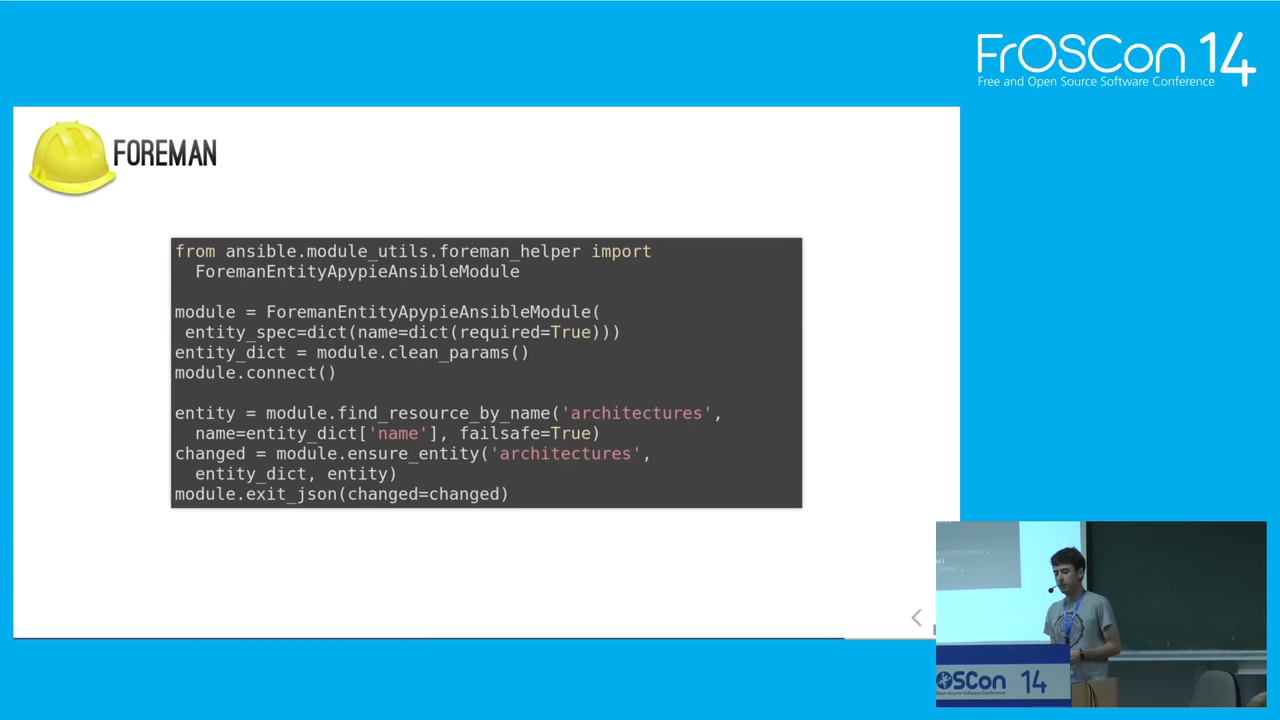 FrOSCon 14
Free and Open Source Software Conference
FOREMAN
from ansible.module_utils.foreman_helper import
ForemanEntityApypieAnsibleModule
module = ForemanEntityApypieAnsibleModule(
entity_spec=dict(name=dict(required=True)))
entity_dict = module.clean_params()
module.connect()
entity = module.find_resource_by_name('architectures',
name=entity_dict['name'], failsafe=True)
changed = module.ensure_entity('architectures',
entity_dict, entity)
module.exit_json(changed=changed)
OSCon 14